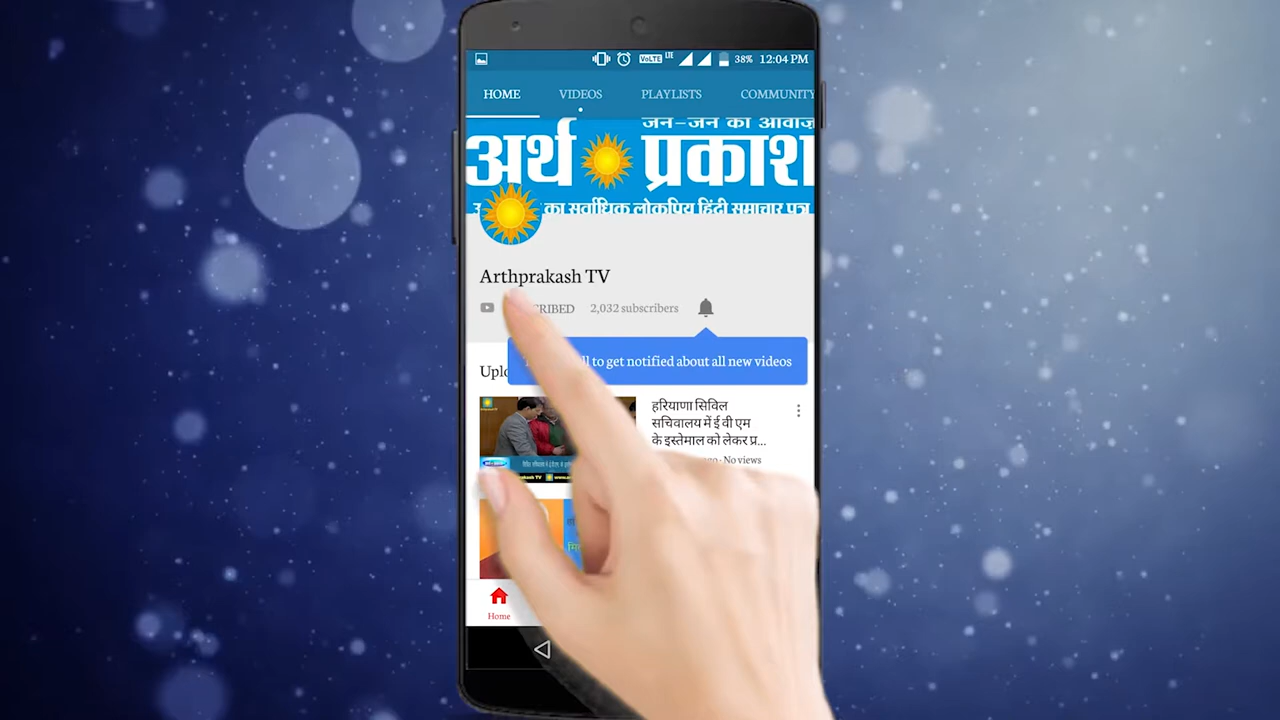 LTE
VoLTE 38% 12:04 PM
HOME VIDEOS PLAYLISTS COMMUNITY
जन-जन का आवाज़
अर्थ प्रकाश
का सर्वाधिक लोकप्रिय हिंदी समाचार पत्र
Arthprakash TV
2,032 subscribers
to get notified about all new videos
हरियाणा सिविल
सचिवालय में ई वी एम
के इस्तेमाल को लेकर प्र...
No views
Home